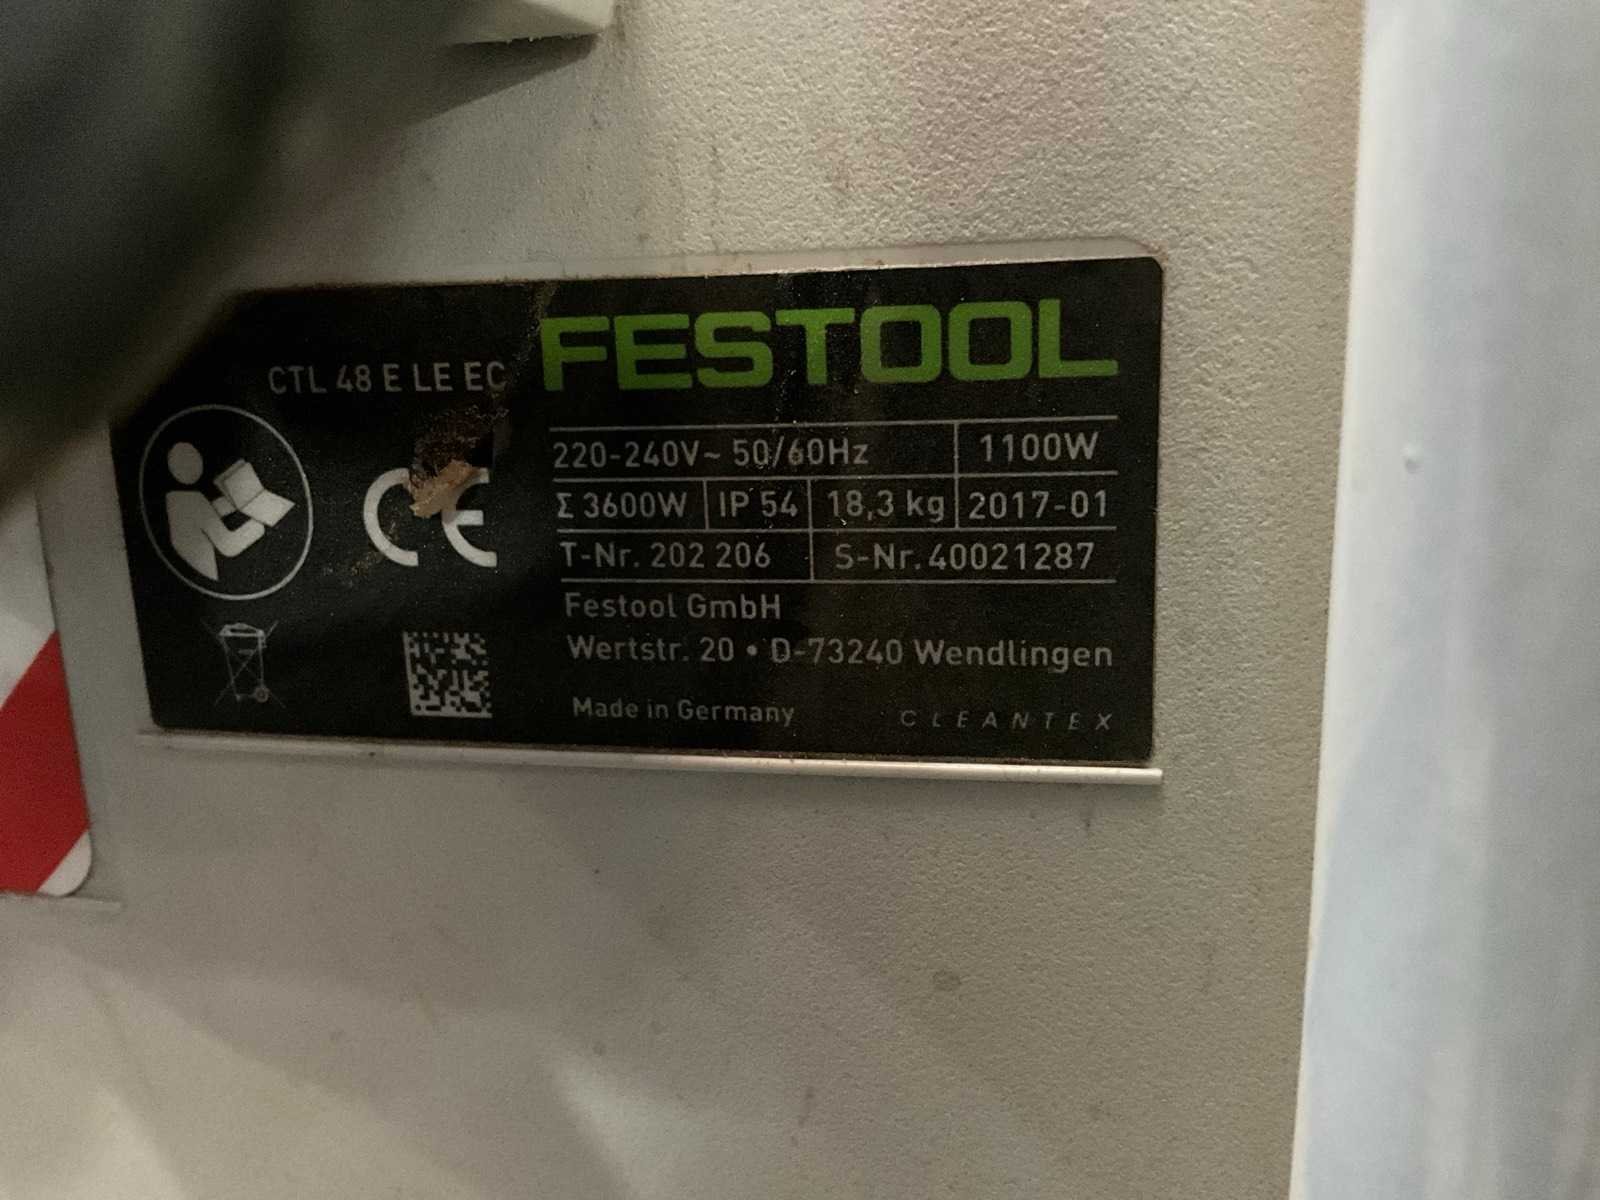 CTL 48 E LE EC
FESTOOL
220-240V~ 50/60Hz 1100W
Σ 3600W IP 54 18,3 kg 2017-01
T-Nr. 202 206 S-Nr. 40021287
CE
Festool GmbH
Wertstr. 20 • D-73240 Wendlingen
Made in Germany CLEANTEX